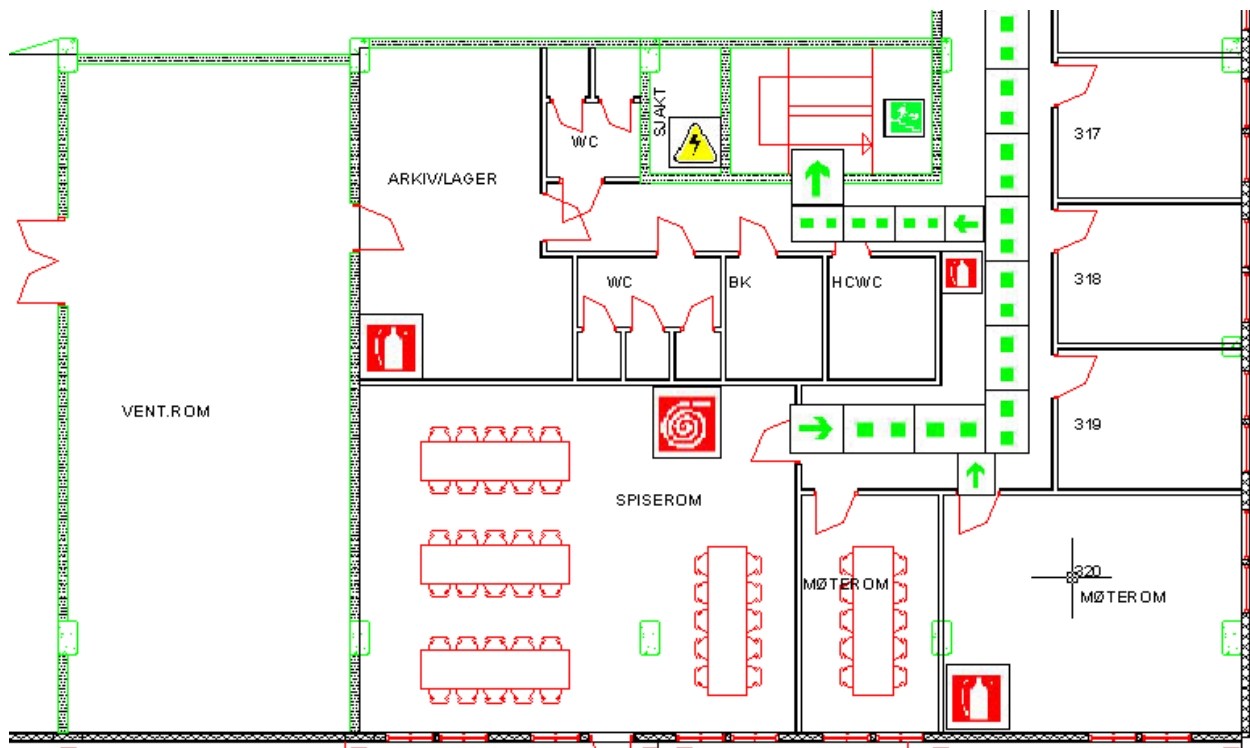 317
SJAKT
WC
ARKIV/LAGER
318
WC
BK
HCWC
VENT.ROM
319
SPISEROM
320
MØTEROM
MØTEROM